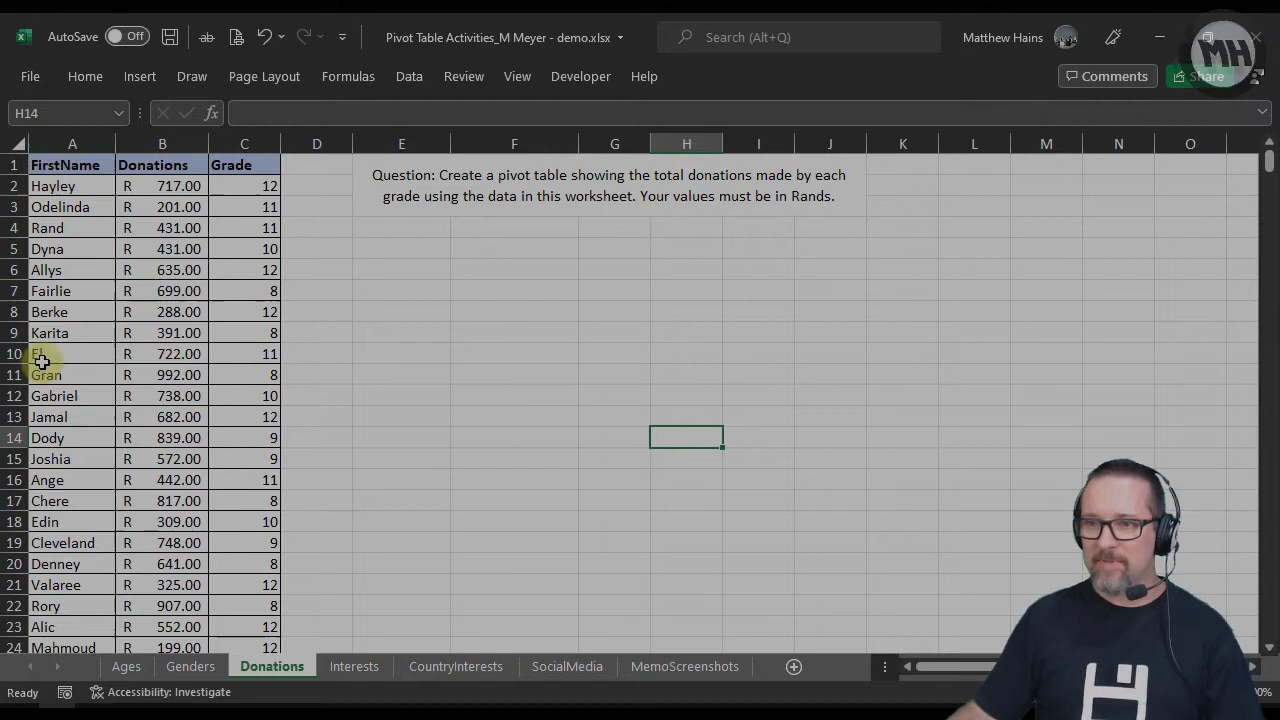 AutoSave Off Pivot Table Activities_M Meyer - demo.xlsx Search (Alt+Q) Matthew Hains MH
File Home Insert Draw Page Layout Formulas Data Review View Developer Help Comments Share
H14 fx
A B C D E F G H I J K L M N O
1 FirstName Donations Grade
Question: Create a pivot table showing the total donations made by each
grade using the data in this worksheet. Your values must be in Rands.
2 Hayley R 717.00 12
3 Odelinda R 201.00 11
4 Rand R 431.00 11
5 Dyna R 431.00 10
6 Allys R 635.00 12
7 Fairlie R 699.00 8
8 Berke R 288.00 12
9 Karita R 391.00 8
10 El R 722.00 11
11 Gran R 992.00 8
12 Gabriel R 738.00 10
13 Jamal R 682.00 12
14 Dody R 839.00 9
15 Joshia R 572.00 9
16 Ange R 442.00 11
17 Chere R 817.00 8
18 Edin R 309.00 10
19 Cleveland R 748.00 9
20 Denney R 641.00 8
21 Valaree R 325.00 12
22 Rory R 907.00 8
23 Alic R 552.00 12
24 Mahmoud R 199.00 12
Ages Genders Donations Interests CountryInterests SocialMedia MemoScreenshots
Ready Accessibility: Investigate